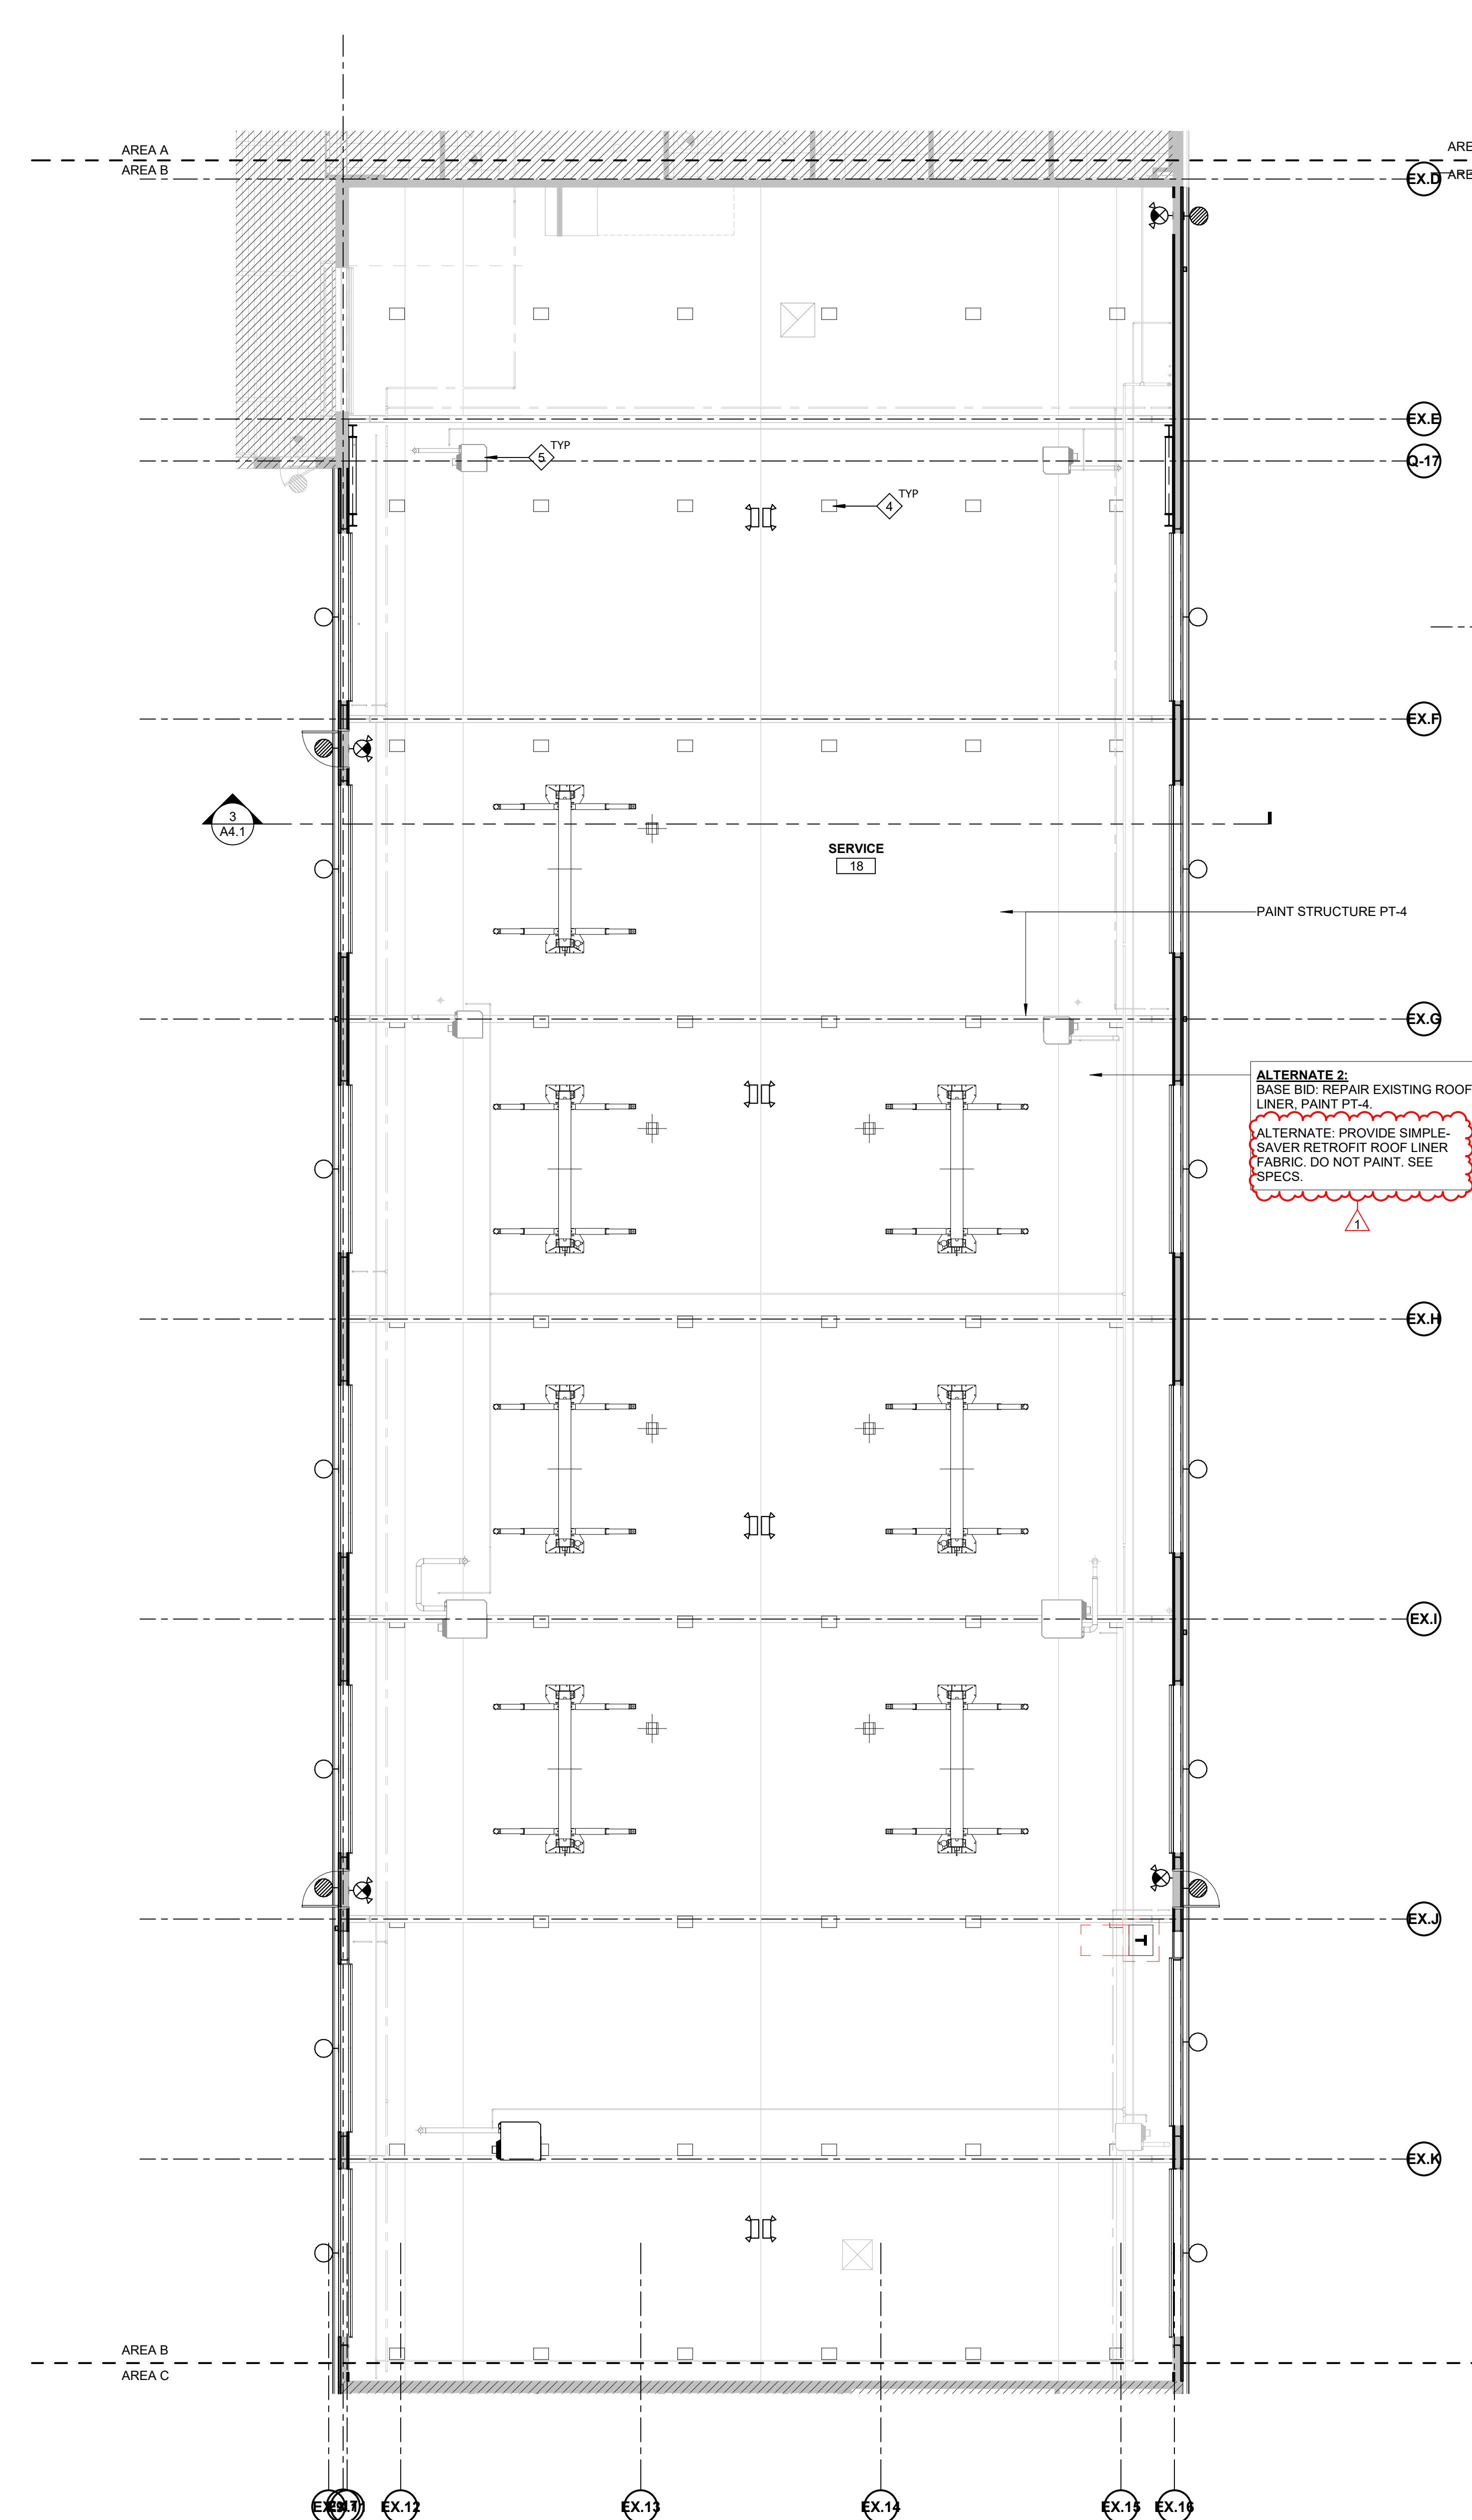 AREA A
AREA B
EX.D
EX.E
TYP
5
Q-17
TYP
4
EX.F
3
A4.1
SERVICE
18
PAINT STRUCTURE PT-4
EX.G
ALTERNATE 2:
BASE BID: REPAIR EXISTING ROOF
LINER, PAINT PT-4.
ALTERNATE: PROVIDE SIMPLE-
SAVER RETROFIT ROOF LINER
FABRIC. DO NOT PAINT. SEE
SPECS.
1
EX.H
EX.I
EX.J
T
EX.K
AREA B
AREA C
EX.12
EX.13
EX.14
EX.15
EX.16